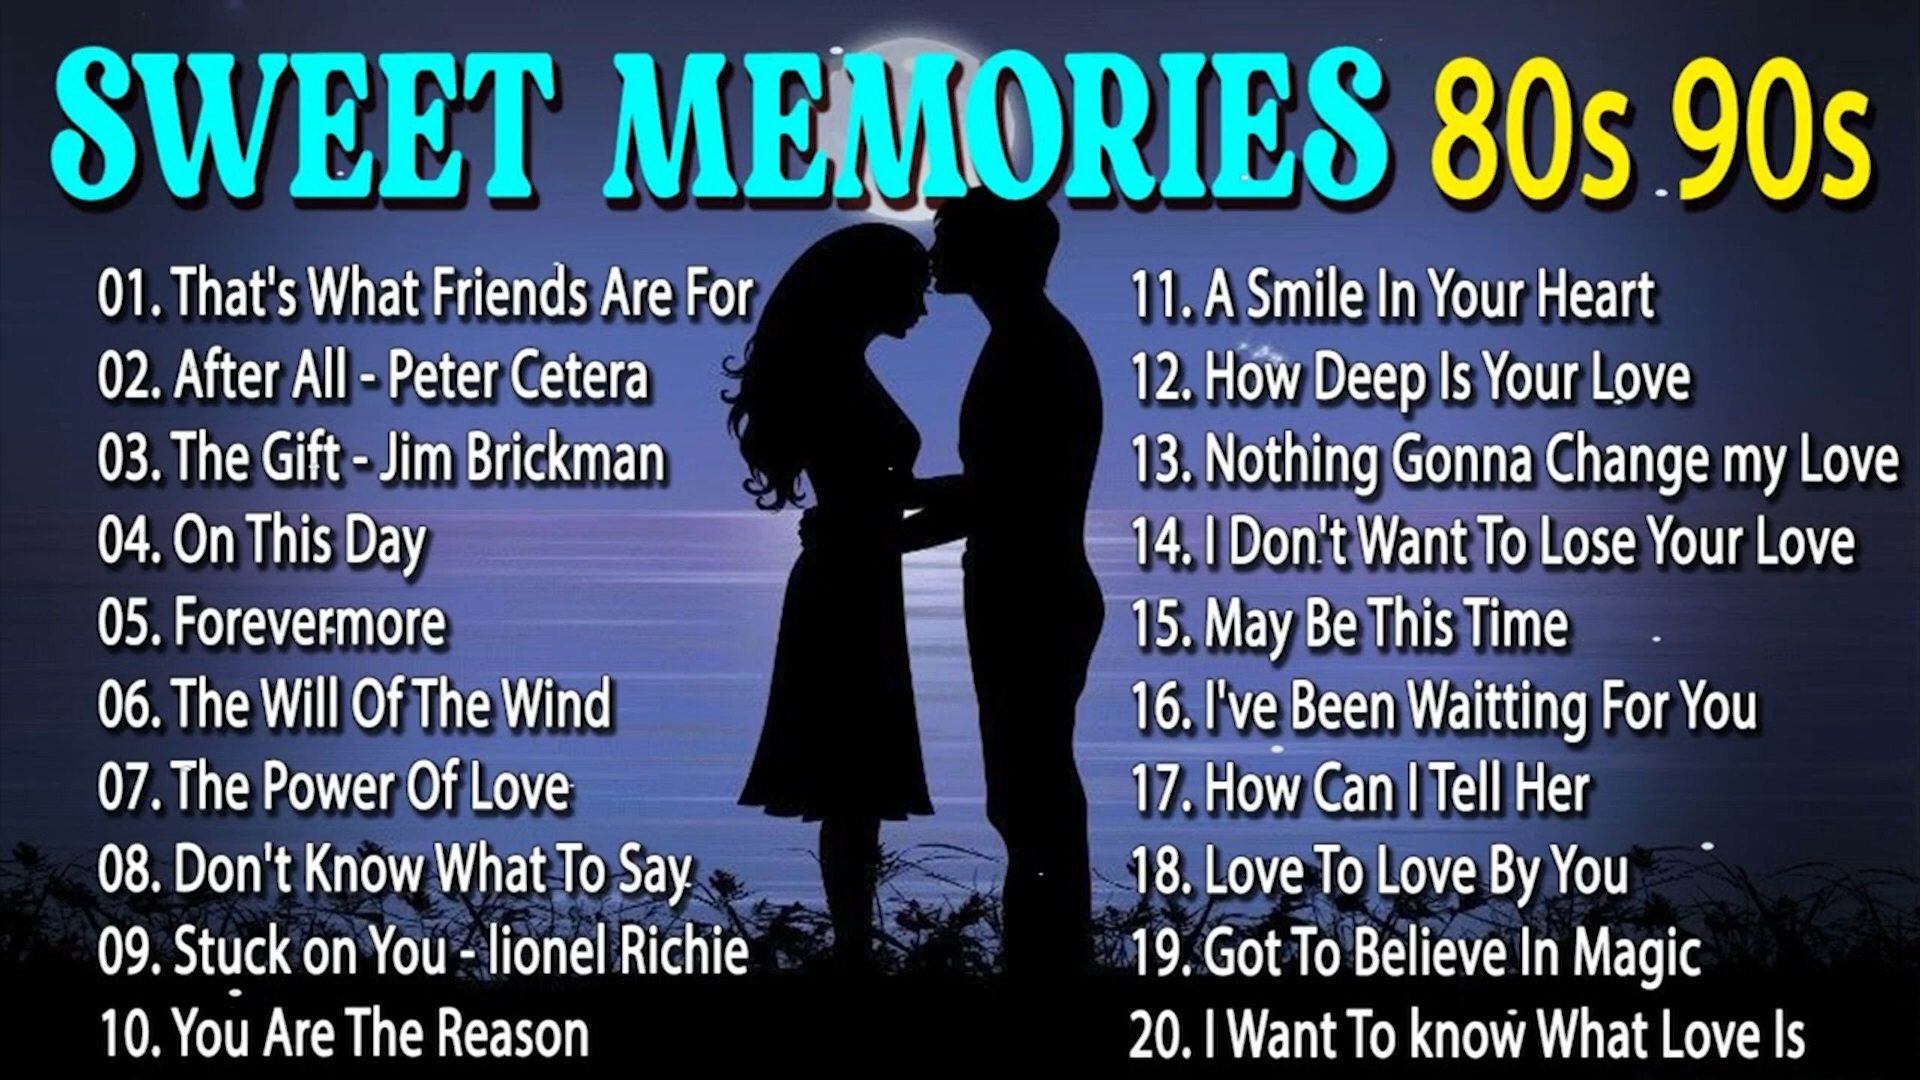 SWEET MEMORIES 80s 90s
01. That's What Friends Are For
02. After All - Peter Cetera
03. The Gift - Jim Brickman
04. On This Day
05. Forevermore
06. The Will Of The Wind
07. The Power Of Love
08. Don't Know What To Say
09. Stuck on You - lionel Richie
10. You Are The Reason
11. A Smile In Your Heart
12. How Deep Is Your Love
13. Nothing Gonna Change my Love
14. I Don't Want To Lose Your Love
15. May Be This Time
16. I've Been Waitting For You
17. How Can I Tell Her
18. Love To Love By You
19. Got To Believe In Magic
20. I Want To know What Love Is